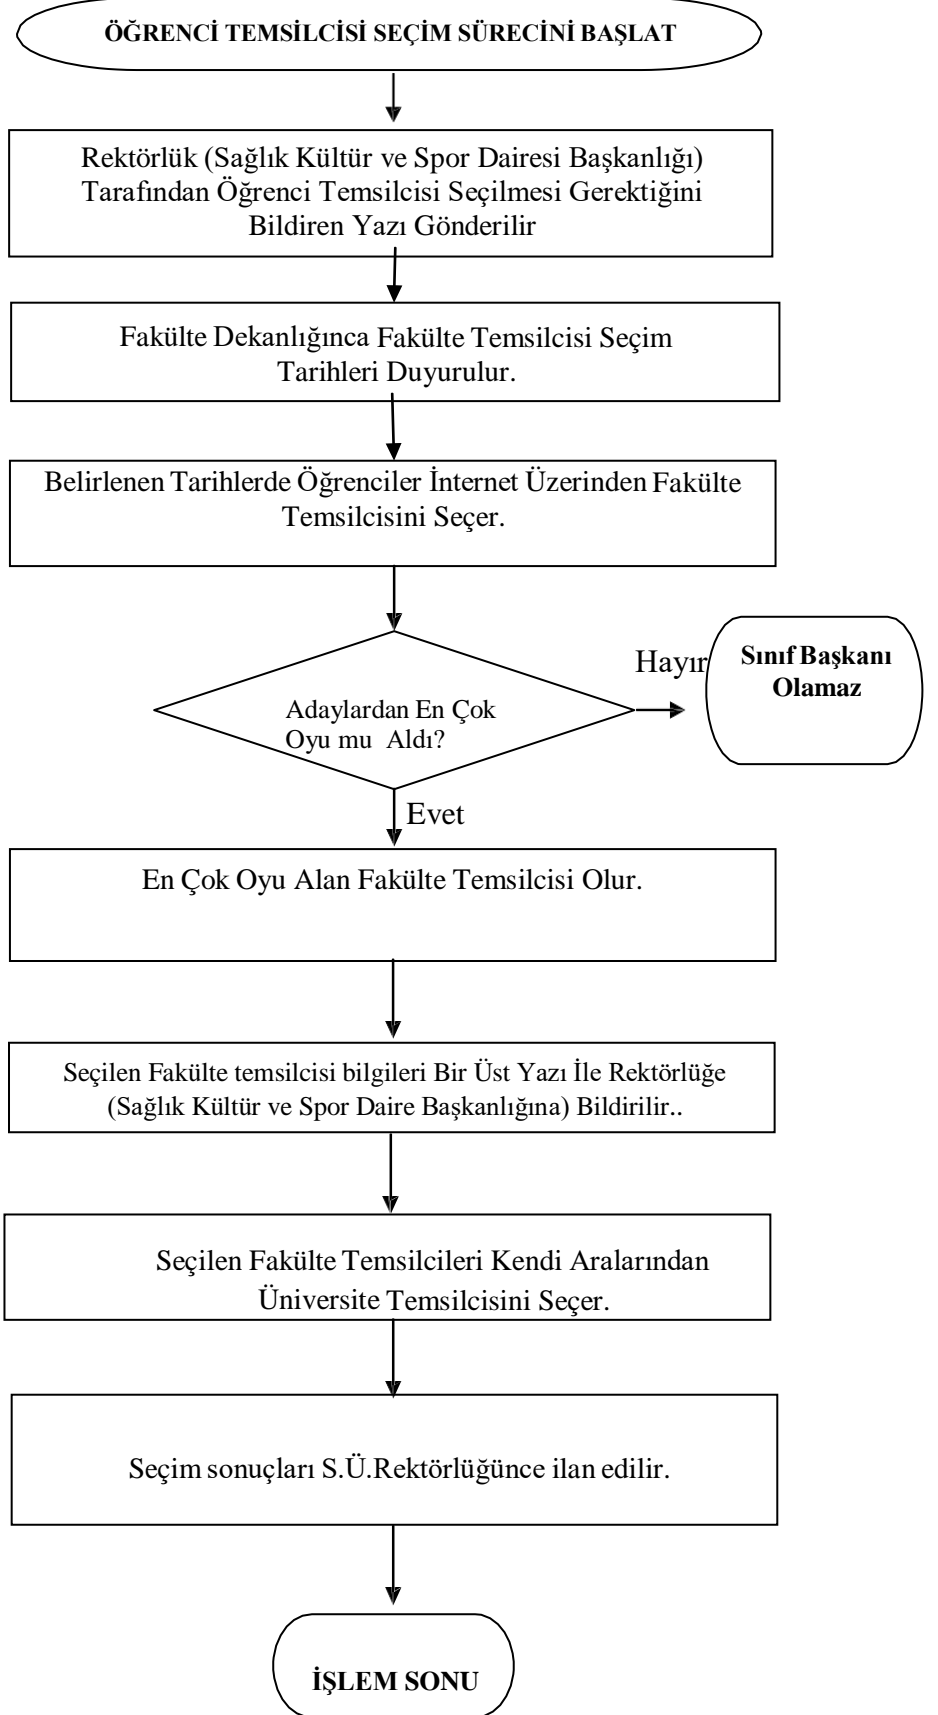 ÖĞRENCİ TEMSİLCİSİ SEÇİM SÜRECİNİ BAŞLAT
Rektörlük (Sağlık Kültür ve Spor Dairesi Başkanlığı)
Tarafından Öğrenci Temsilcisi Seçilmesi Gerektiğini
Bildiren Yazı Gönderilir
Fakülte Dekanlığınca Fakülte Temsilcisi Seçim
Tarihleri Duyurulur.
Belirlenen Tarihlerde Öğrenciler İnternet Üzerinden Fakülte
Temsilcisini Seçer.
Adaylardan En Çok
Oyu mu Aldı?
Hayır
Sınıf Başkanı
Olamaz
Evet
En Çok Oyu Alan Fakülte Temsilcisi Olur.
Seçilen Fakülte temsilcisi bilgileri Bir Üst Yazı İle Rektörlüğe
(Sağlık Kültür ve Spor Daire Başkanlığına) Bildirilir..
Seçilen Fakülte Temsilcileri Kendi Aralarından
Üniversite Temsilcisini Seçer.
Seçim sonuçları S.Ü.Rektörlüğünce ilan edilir.
İŞLEM SONU